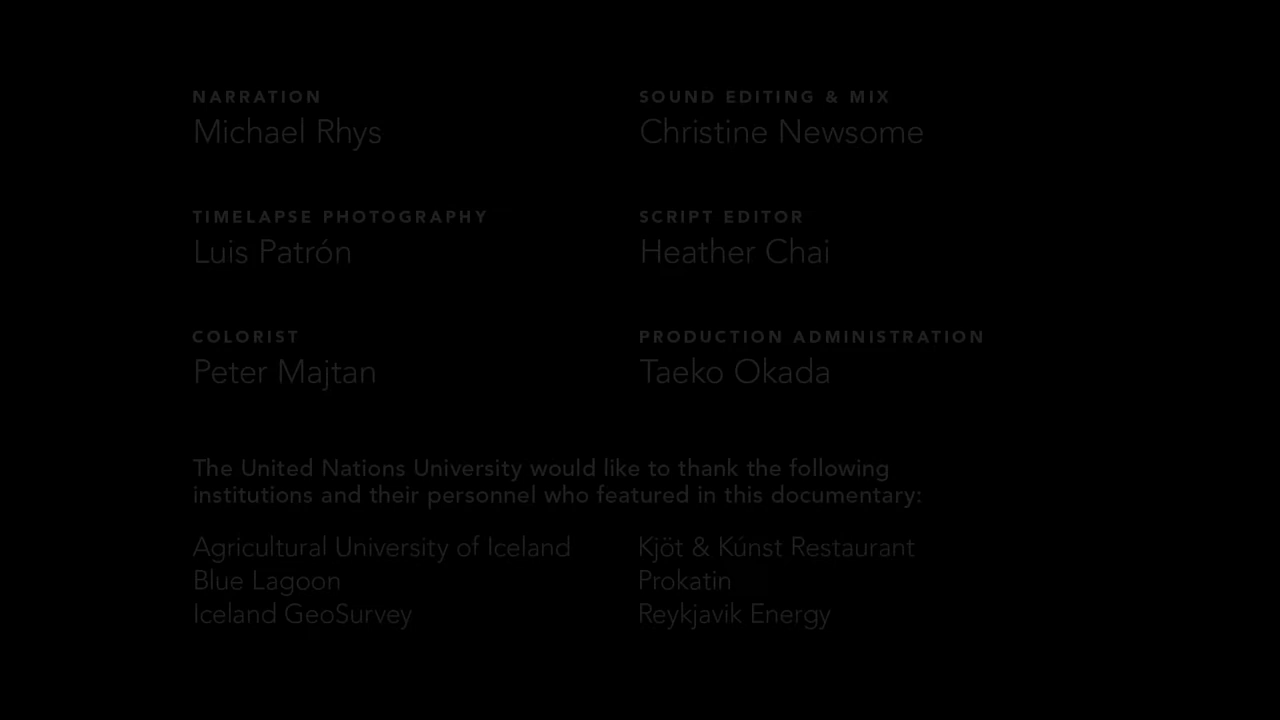 NARRATION
Michael Rhys
SOUND EDITING & MIX
Christine Newsome
TIMELAPSE PHOTOGRAPHY
Luis Patrón
SCRIPT EDITOR
Heather Chai
COLORIST
Peter Majtan
PRODUCTION ADMINISTRATION
Taeko Okada
The United Nations University would like to thank the following
institutions and their personnel who featured in this documentary:
Agricultural University of Iceland
Blue Lagoon
Iceland GeoSurvey
Kjöt & Kúnst Restaurant
Prokatin
Reykjavik Energy